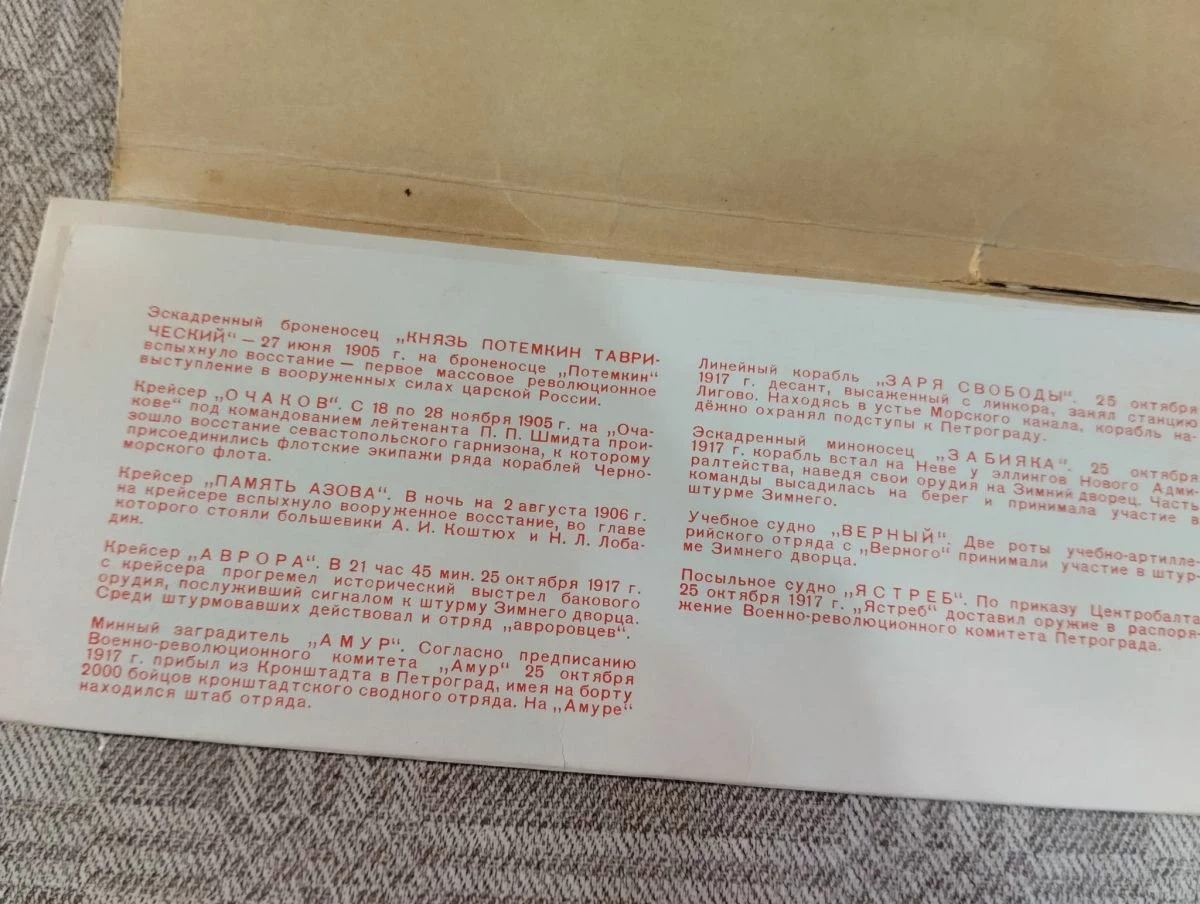 Эскадренный броненосец „КНЯЗЬ ПОТЕМКИН ТАВРИ-
ЧЕСКИЙ“ — 27 июня 1905 г. на броненосце „Потемкин“
вспыхнуло восстание — первое массовое революционное
выступление в вооруженных силах царской России.
Крейсер „ОЧАКОВ“. С 18 по 28 ноября 1905 г. на „Оча-
кове“ под командованием лейтенанта П. П. Шмидта прои-
зошло восстание севастопольского гарнизона, к которому
присоединились флотские экипажи ряда кораблей Черно-
морского флота.
Крейсер „ПАМЯТЬ АЗОВА“. В ночь на 2 августа 1906 г.
на крейсере вспыхнуло вооруженное восстание, во главе
которого стояли большевики А. И. Коштюх и Н. Л. Лоба-
дин.
Крейсер „АВРОРА“. В 21 час 45 мин. 25 октября 1917 г.
с крейсера прогремел исторический выстрел бакового
орудия, послуживший сигналом к штурму Зимнего дворца.
Среди штурмовавших действовал и отряд „авроровцев“.
Минный заградитель „АМУР“. Согласно предписанию
Военно-революционного комитета „Амур“ 25 октября
1917 г. прибыл из Кронштадта в Петроград, имея на борту
2000 бойцов кронштадтского сводного отряда. На „Амуре“
находился штаб отряда.
Линейный корабль „ЗАРЯ СВОБОДЫ“. 25 октября
1917 г. десант, высаженный с линкора, занял станцию
Лигово. Находясь в устье Морского канала, корабль на-
дёжно охранял подступы к Петрограду.
Эскадренный миноносец „ЗАБИЯКА“. 25 октября
1917 г. корабль встал на Неве у эллингов Нового Адми-
ралтейства, наведя свои орудия на Зимний дворец. Часть
команды высадилась на берег и принимала участие в
штурме Зимнего.
Учебное судно „ВЕРНЫЙ“. Две роты учебно-артилле-
рийского отряда с „Верного“ принимали участие в штур-
ме Зимнего дворца.
Посыльное судно „ЯСТРЕБ“. По приказу Центробалта
25 октября 1917 г. „Ястреб“ доставил оружие в распоря-
жение Военно-революционного комитета Петрограда.